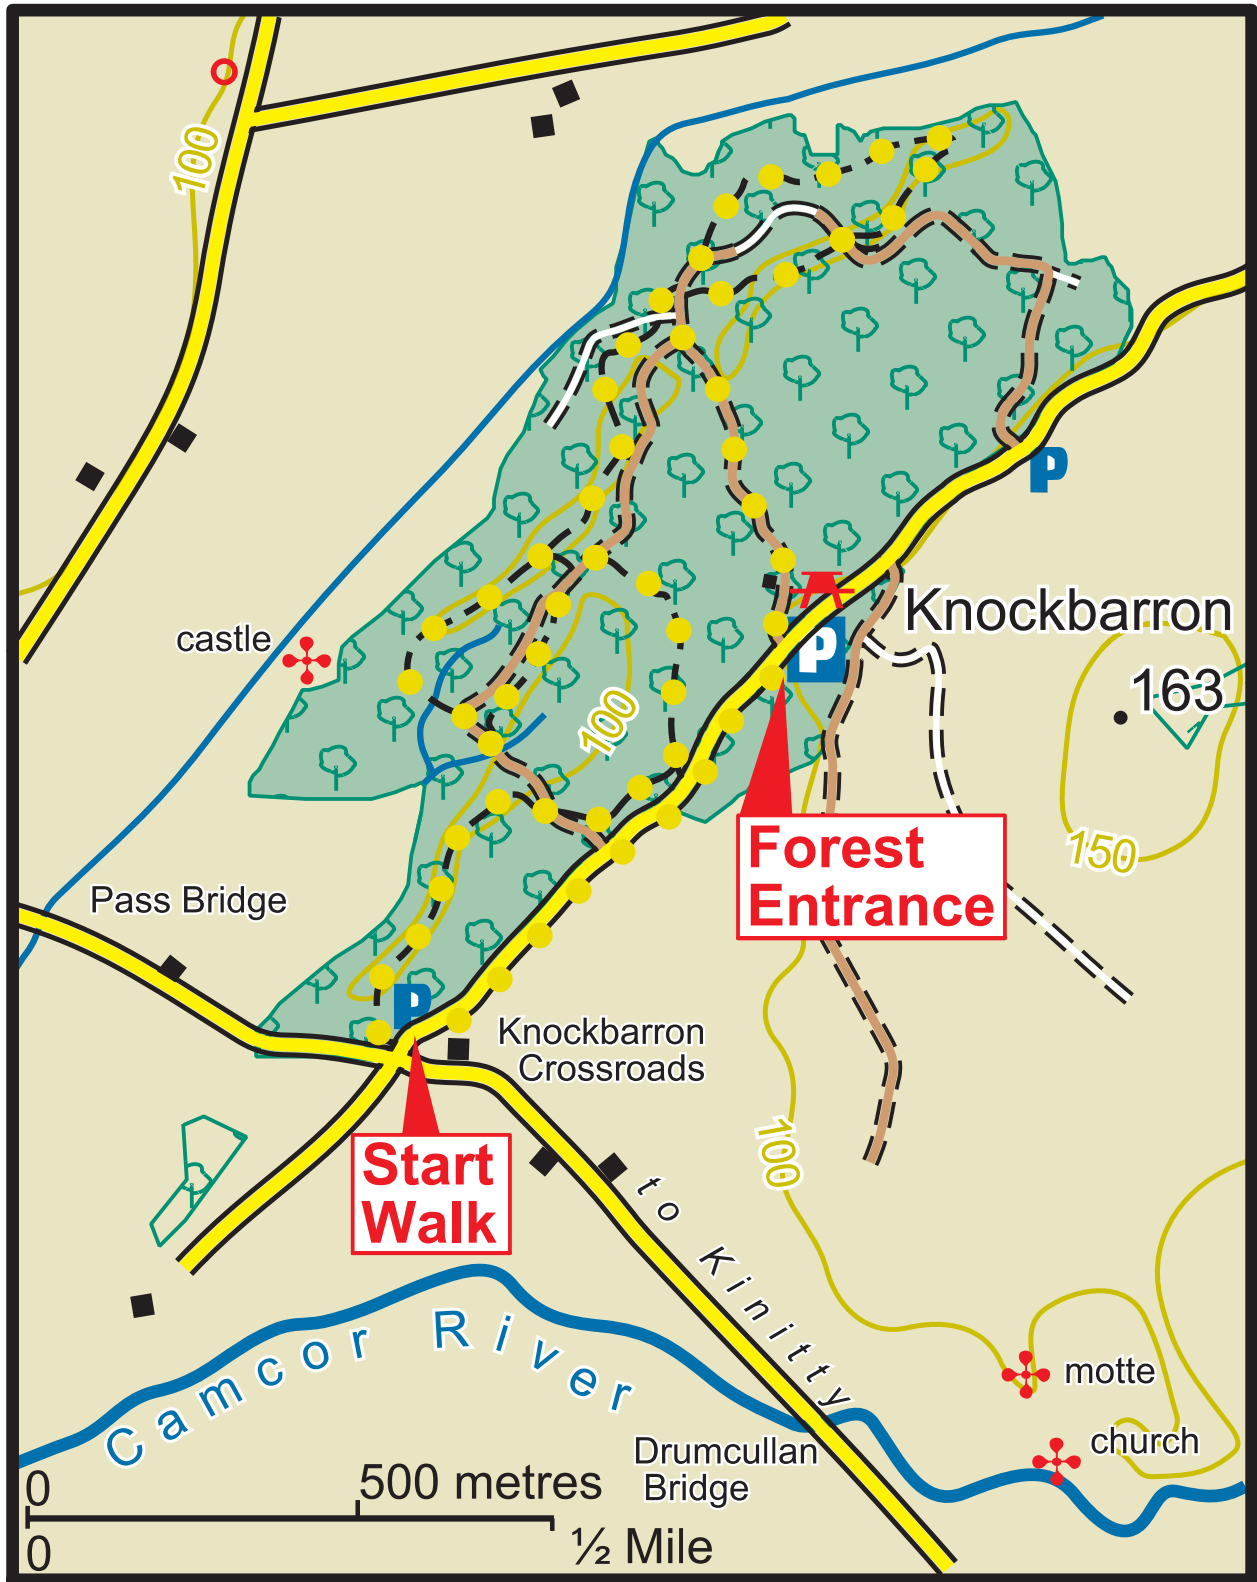 100
castle
P
Knockbarron
P
163
100
150
Forest
Entrance
Pass Bridge
P
Knockbarron
Crossroads
100
Start
Walk
to Kinitty
Camcor River
motte
church
Drumcullan
Bridge
0
500 metres
0
½ Mile